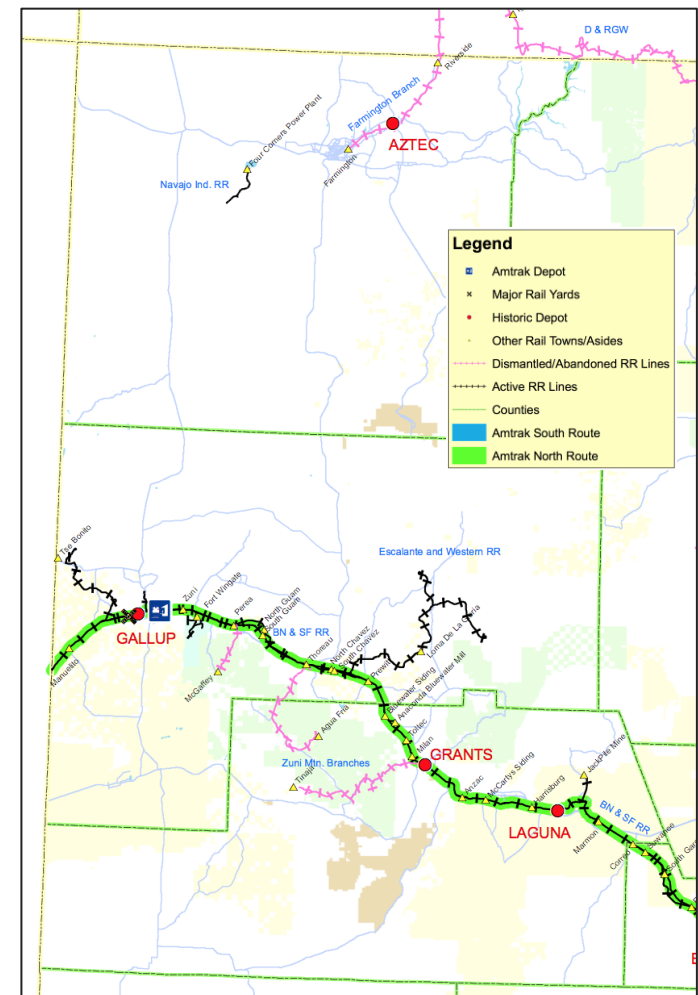 D & RGW
Riverside
Farmington Branch
AZTEC
Farmington
Four Corners Power Plant
Navajo Ind. RR
Legend
Amtrak Depot
Major Rail Yards
Historic Depot
Other Rail Towns/Asides
Dismantled/Abandoned RR Lines
Active RR Lines
Counties
Amtrak South Route
Amtrak North Route
Tse Bonito
Escalante and Western RR
Zuni
Fort Wingate
Perea
North Guam
South Guam
BN & SF RR
GALLUP
Manuelito
McGaffey
Thoreau
North Chavez
South Chavez
Prewitt
Loma De La Gloria
Bluewater Siding
Anaconda Bluewater Mill
Toltec
Milan
Agua Fria
Zuni Mtn. Branches
Tinaja
GRANTS
Anzac
McCartys Siding
Harrisburg
LAGUNA
JackPile Mine
BN & SF RR
Marmon
Correo